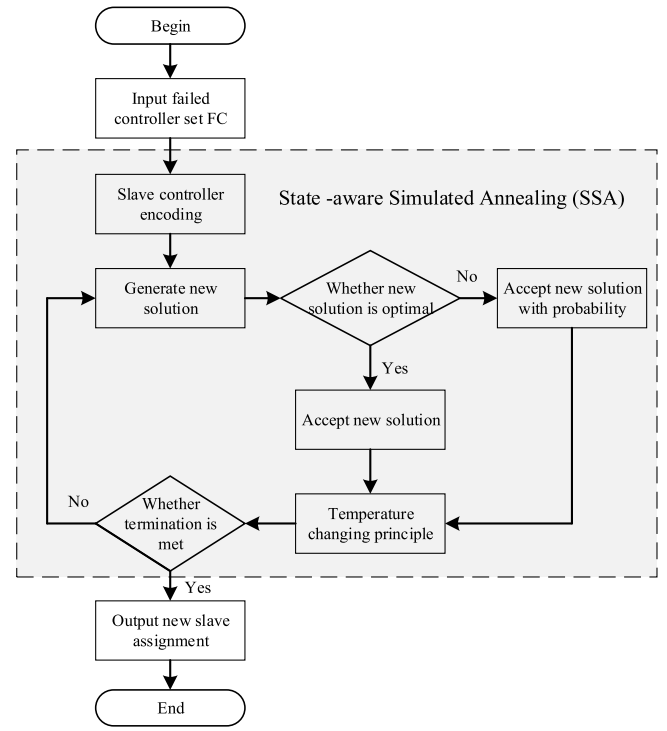 Begin
Input failed
controller set FC
Slave controller
encoding
State -aware Simulated Annealing (SSA)
Generate new
solution
Whether new
solution is optimal
No
Accept new solution
with probability
Yes
Accept new solution
No
Whether
termination is
met
Temperature
changing principle
Yes
Output new slave
assignment
End